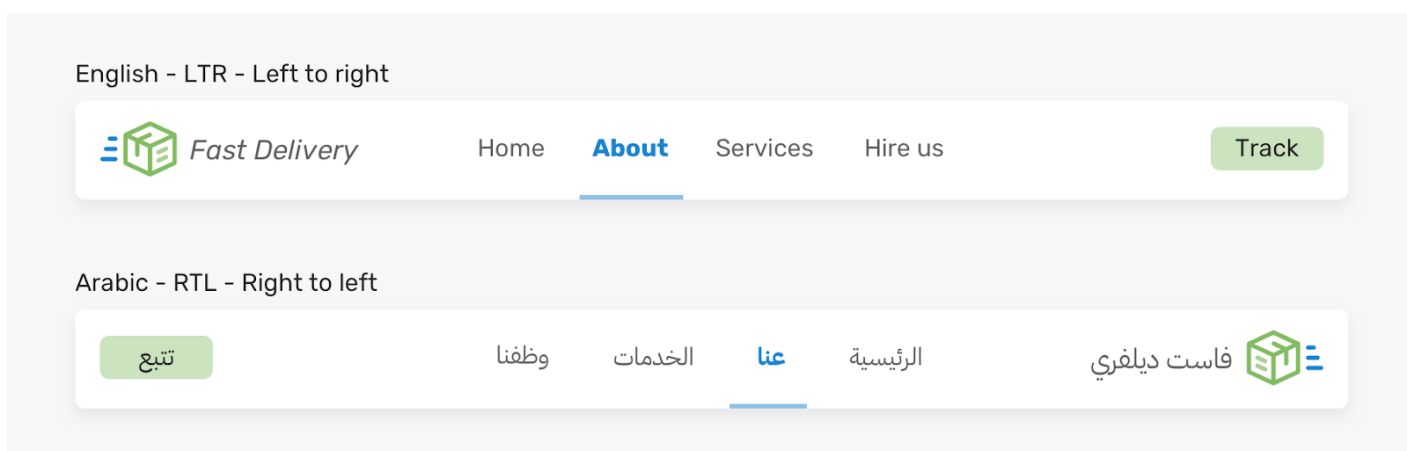 English - LTR - Left to right
Fast Delivery Home About Services Hire us Track
Arabic - RTL - Right to left
فاست ديلفري الرئيسية عنا الخدمات وظفنا تتبع